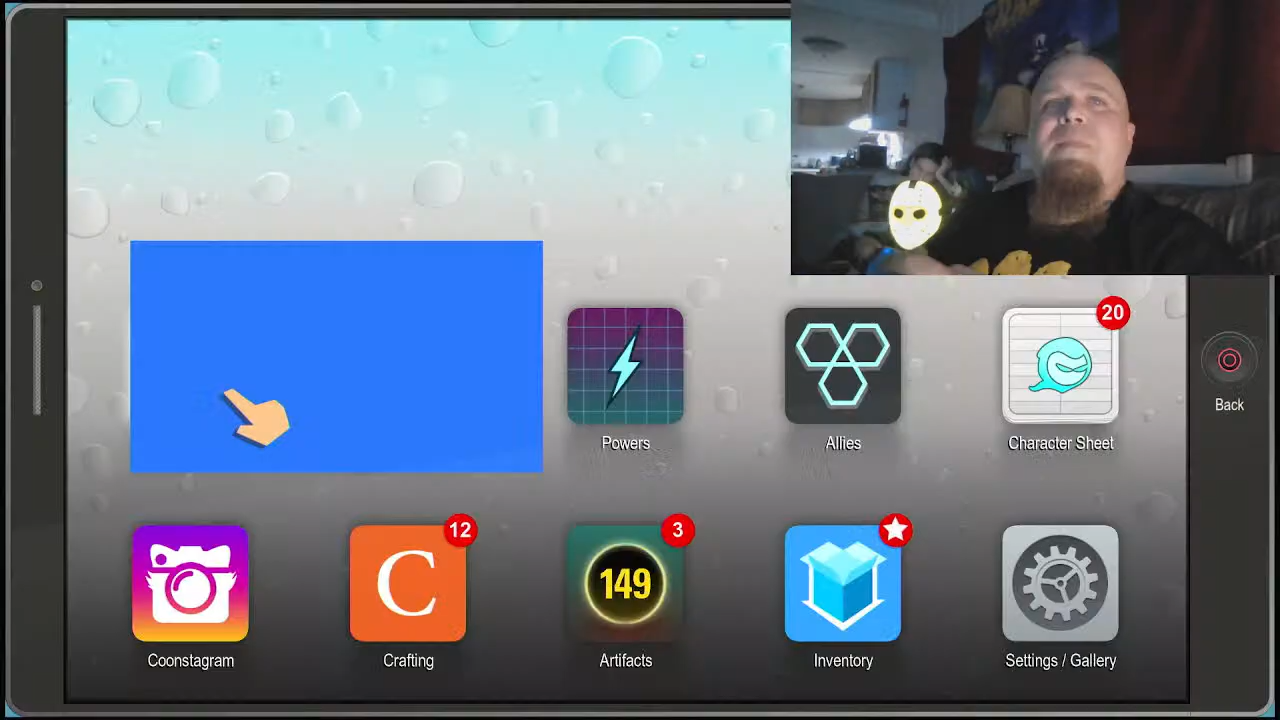 20
Powers
Allies
Character Sheet
Back
12
3
C
149
Coonstagram
Crafting
Artifacts
Inventory
Settings / Gallery